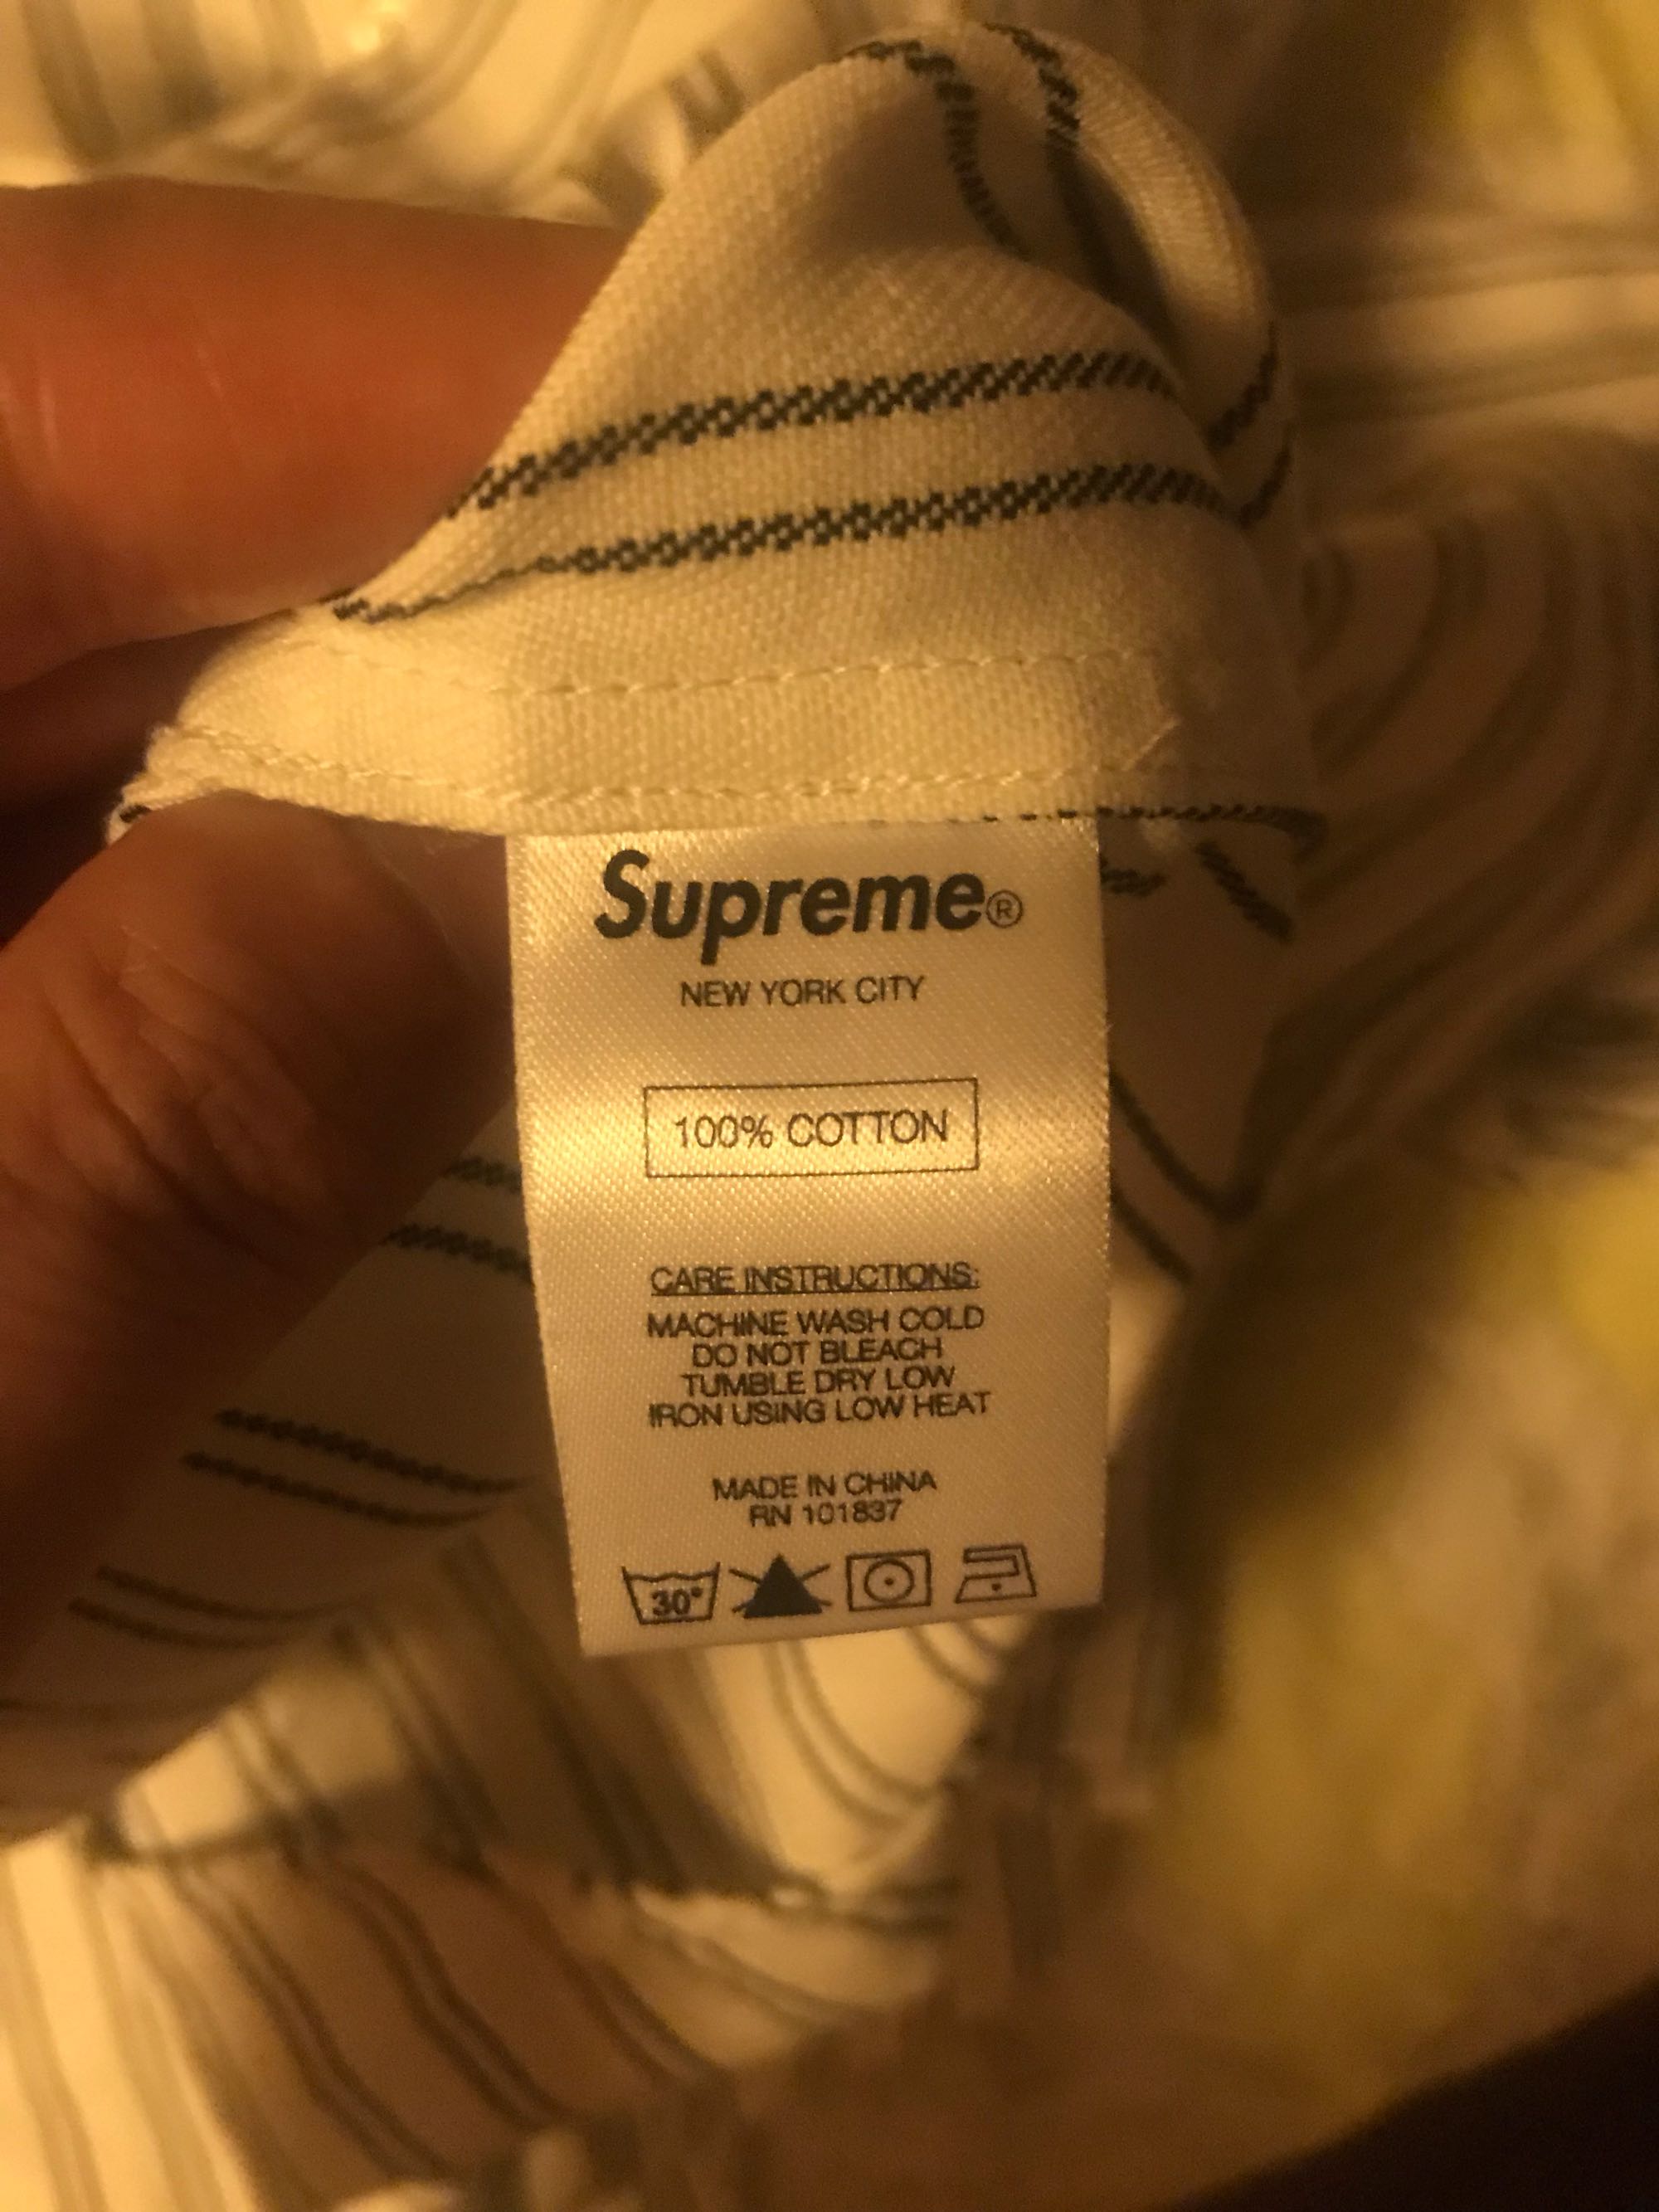 Supreme®
NEW YORK CITY
100% COTTON
CARE INSTRUCTIONS:
MACHINE WASH COLD
DO NOT BLEACH
TUMBLE DRY LOW
IRON USING LOW HEAT
MADE IN CHINA
RN 101837
30°